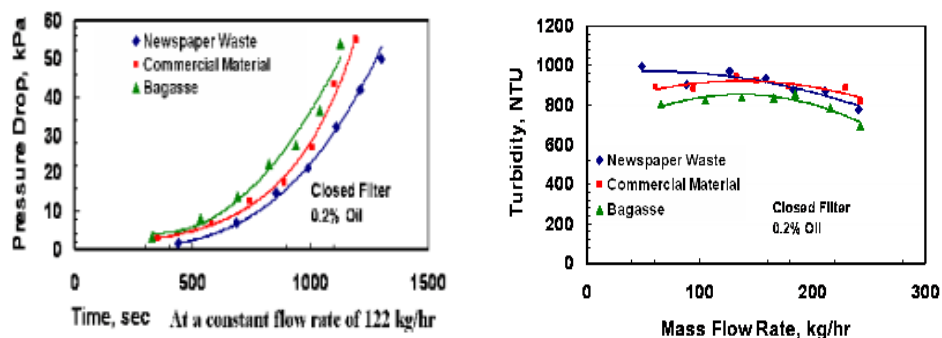 Pressure Drop, kPa
60
50
40
30
20
10
0
Newspaper Waste
Commercial Material
Bagasse
Closed Filter
0.2% Oil
0
500
1000
1500
Time, sec
At a constant flow rate of 122 kg/hr
Turbidity, NTU
1200
1000
800
600
400
200
0
Newspaper Waste
Commercial Material
Bagasse
Closed Filter
0.2% Oil
0
100
200
300
Mass Flow Rate, kg/hr